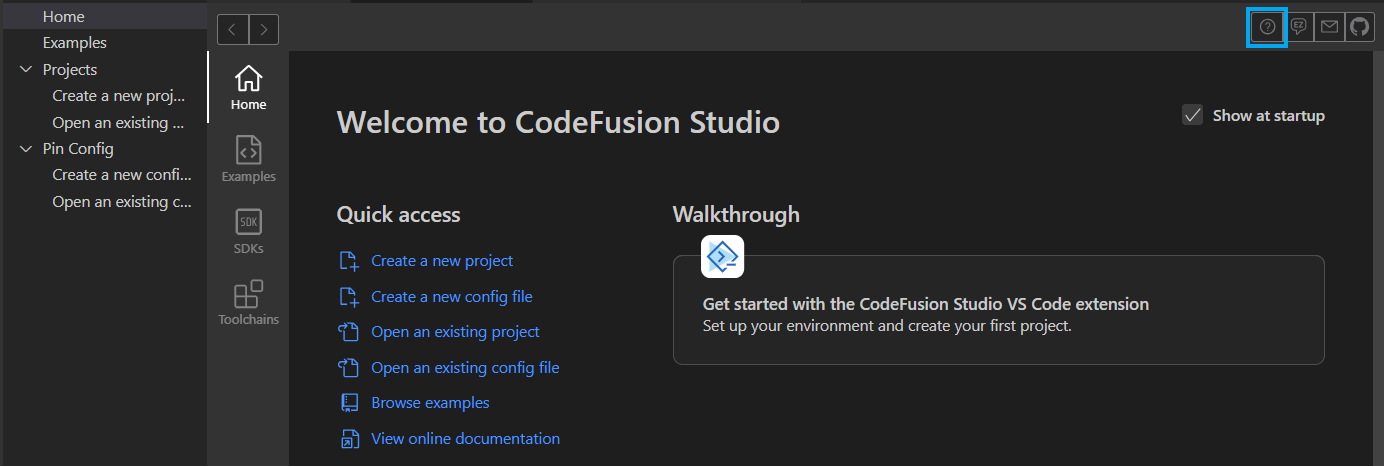 Home
Examples
Projects
Create a new proj...
Open an existing ...
Pin Config
Create a new confi...
Open an existing c...
Home
Examples
SDK
SDKs
Toolchains
?
EZ
Welcome to CodeFusion Studio
Show at startup
Quick access
Create a new project
Create a new config file
Open an existing project
Open an existing config file
Browse examples
View online documentation
Walkthrough
Get started with the CodeFusion Studio VS Code extension
Set up your environment and create your first project.